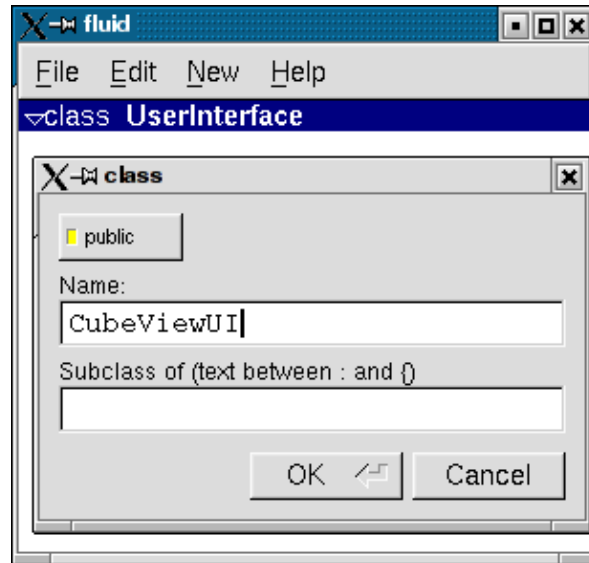 fluid
File Edit New Help
class UserInterface
class
public
Name:
CubeViewUI
Subclass of (text between : and {)
OK Cancel